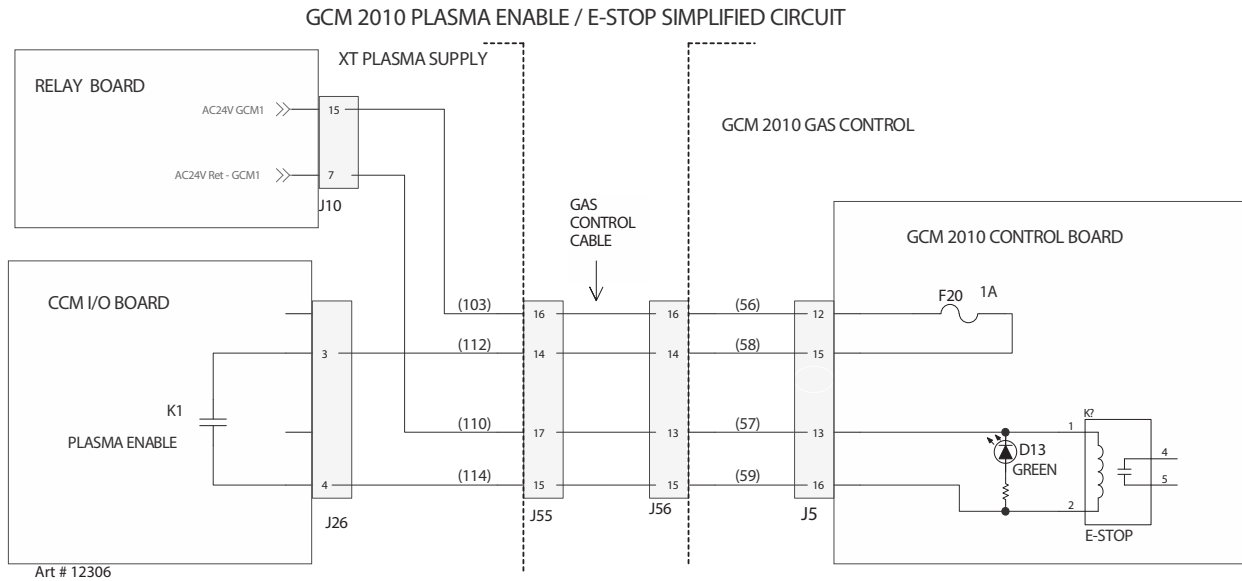 GCM 2010 PLASMA ENABLE / E-STOP SIMPLIFIED CIRCUIT
XT PLASMA SUPPLY
RELAY BOARD
AC24V GCM1
15
AC24V Ret - GCM1
7
J10
GCM 2010 GAS CONTROL
GAS
CONTROL
CABLE
GCM 2010 CONTROL BOARD
CCM I/O BOARD
K1
PLASMA ENABLE
3
4
J26
(103)
(112)
(110)
(114)
16
14
17
15
J55
16
14
13
15
J56
(56)
(58)
(57)
(59)
12
15
13
16
J5
F20
1A
D13
GREEN
K?
1
2
4
5
E-STOP
Art # 12306